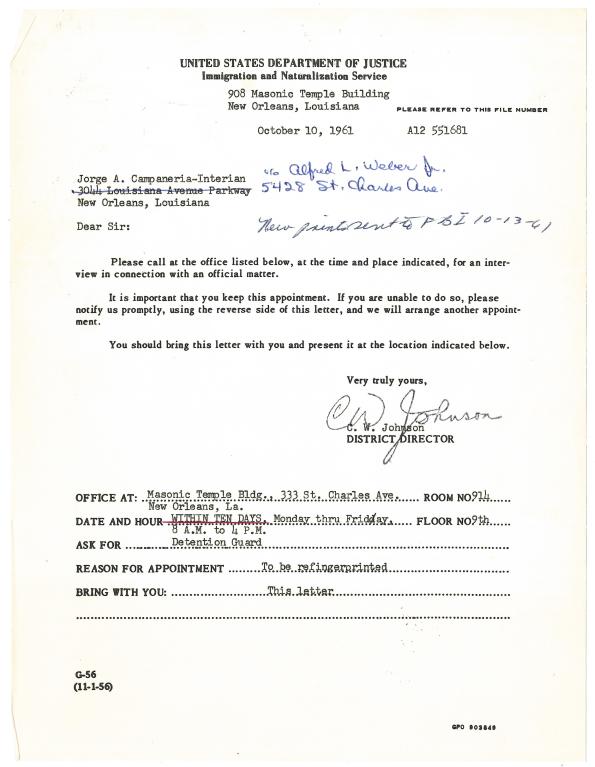 UNITED STATES DEPARTMENT OF JUSTICE
Immigration and Naturalization Service
908 Masonic Temple Building
New Orleans, Louisiana
PLEASE REFER TO THIS FILE NUMBER
October 10, 1961 A12 551681
Jorge A. Campaneria-Interian
c/o Alfred L. Weber Jr.
3044 Louisiana Avenue Parkway
5428 St. Charles Ave.
New Orleans, Louisiana
Dear Sir:
New prints sent to FBI 10-13-61
Please call at the office listed below, at the time and place indicated, for an inter-
view in connection with an official matter.
It is important that you keep this appointment. If you are unable to do so, please
notify us promptly, using the reverse side of this letter, and we will arrange another appoint-
ment.
You should bring this letter with you and present it at the location indicated below.
Very truly yours,
CW Johnson
C. W. Johnson
DISTRICT DIRECTOR
OFFICE AT: Masonic Temple Bldg., 333 St. Charles Ave. ROOM NO. 914
New Orleans, La.
DATE AND HOUR WITHIN TEN DAYS, Monday thru Friday. FLOOR NO. 9th
8 A.M. to 4 P.M.
ASK FOR Detention Guard
REASON FOR APPOINTMENT To be refingerprinted
BRING WITH YOU: This letter
G-56
(11-1-56)
GPO 903849